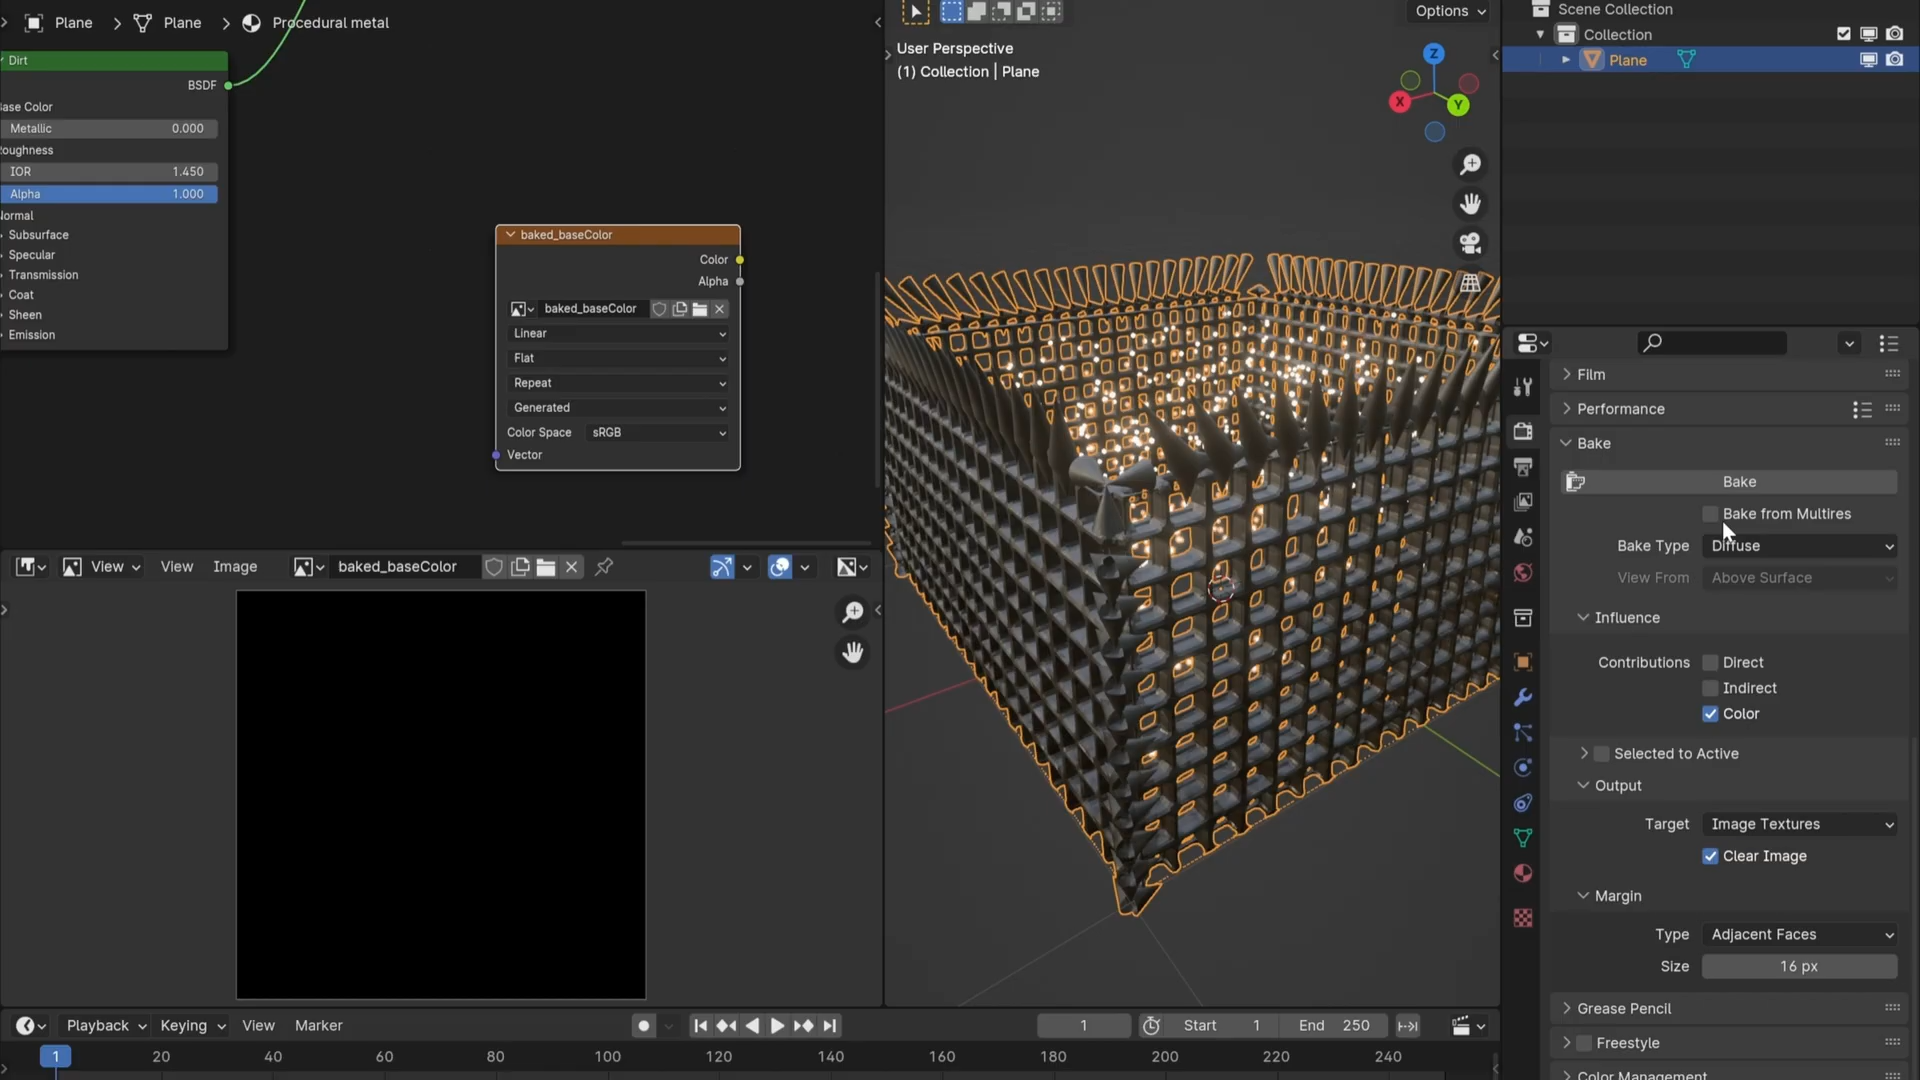 Plane > Plane > Procedural metal
Dirt
BSDF
ase Color
Metallic 0.000
oughness
IOR 1.450
Alpha 1.000
ormal
Subsurface
Specular
Transmission
Coat
Sheen
Emission
baked_baseColor
Color
Alpha
baked_baseColor
Linear
Flat
Repeat
Generated
Color Space sRGB
Vector
View View Image baked_baseColor
Options
User Perspective
(1) Collection | Plane
Z
X
Y
Scene Collection
Collection
Plane
Film
Performance
Bake
Bake
Bake from Multires
Bake Type Diffuse
View From Above Surface
Influence
Contributions Direct
Indirect
Color
Selected to Active
Output
Target Image Textures
Clear Image
Margin
Type Adjacent Faces
Size 16 px
Grease Pencil
Freestyle
Color Management
Playback Keying View Marker
1 Start 1 End 250
1 20 40 60 80 100 120 140 160 180 200 220 240